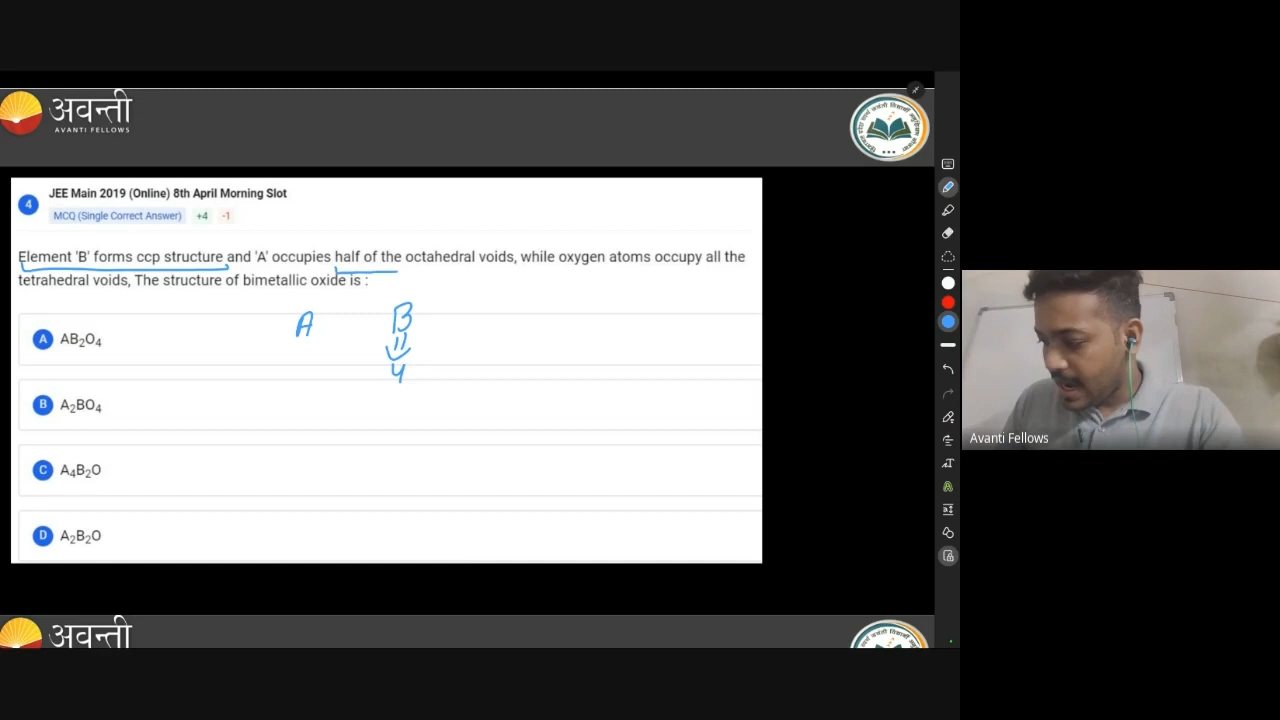 अवन्ती
AVANTI FELLOWS
4
JEE Main 2019 (Online) 8th April Morning Slot
MCQ (Single Correct Answer) +4 -1
Element 'B' forms ccp structure and 'A' occupies half of the octahedral voids, while oxygen atoms occupy all the
tetrahedral voids, The structure of bimetallic oxide is :
A B
4
A AB₂O₄
B A₂BO₄
C A₄B₂O
D A₂B₂O
Avanti Fellows
अवन्ती